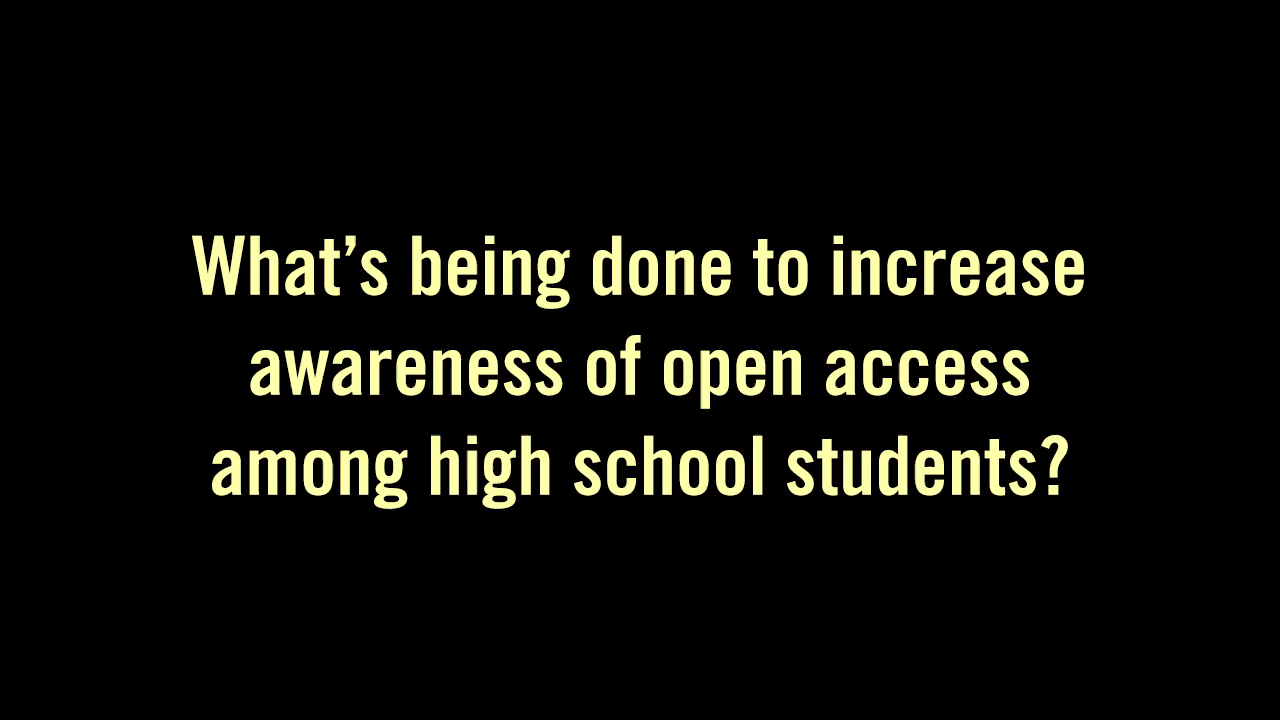 What’s being done to increase
awareness of open access
among high school students?